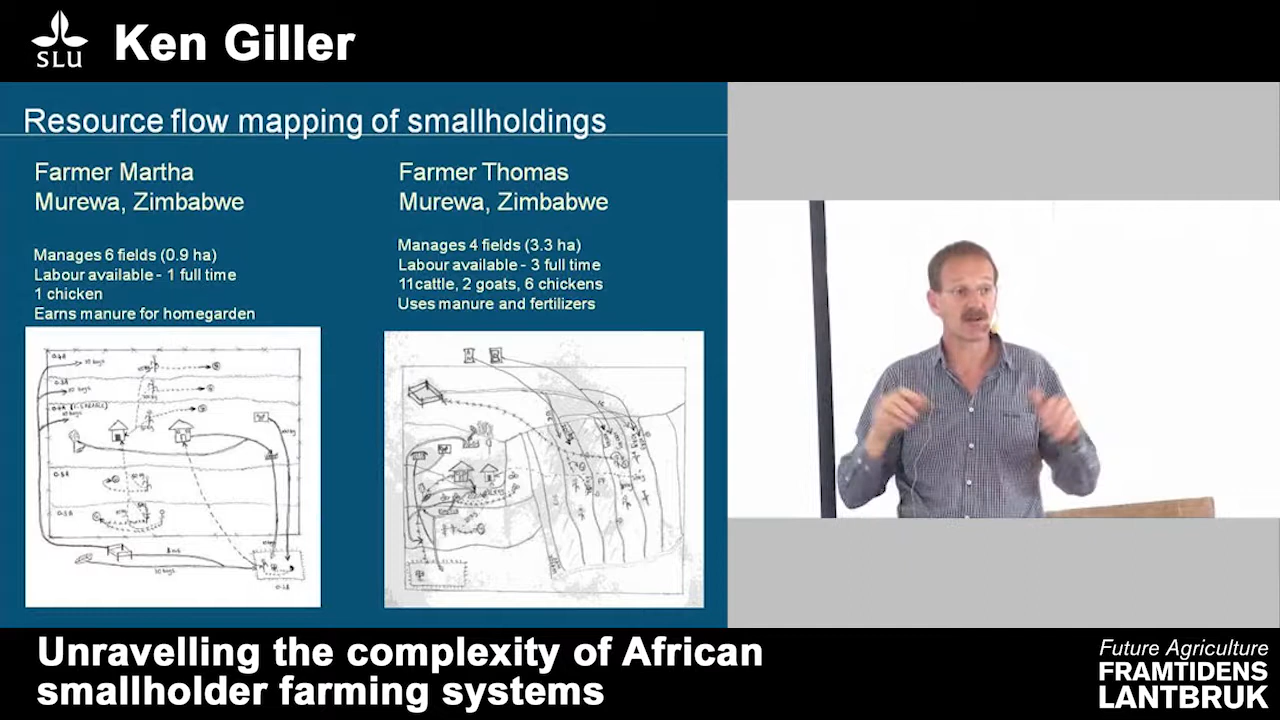 SLU
Ken Giller
Resource flow mapping of smallholdings
Farmer Martha
Murewa, Zimbabwe
Manages 6 fields (0.9 ha)
Labour available - 1 full time
1 chicken
Earns manure for homegarden
Farmer Thomas
Murewa, Zimbabwe
Manages 4 fields (3.3 ha)
Labour available - 3 full time
11cattle, 2 goats, 6 chickens
Uses manure and fertilizers
Unravelling the complexity of African
smallholder farming systems
Future Agriculture
FRAMTIDENS
LANTBRUK